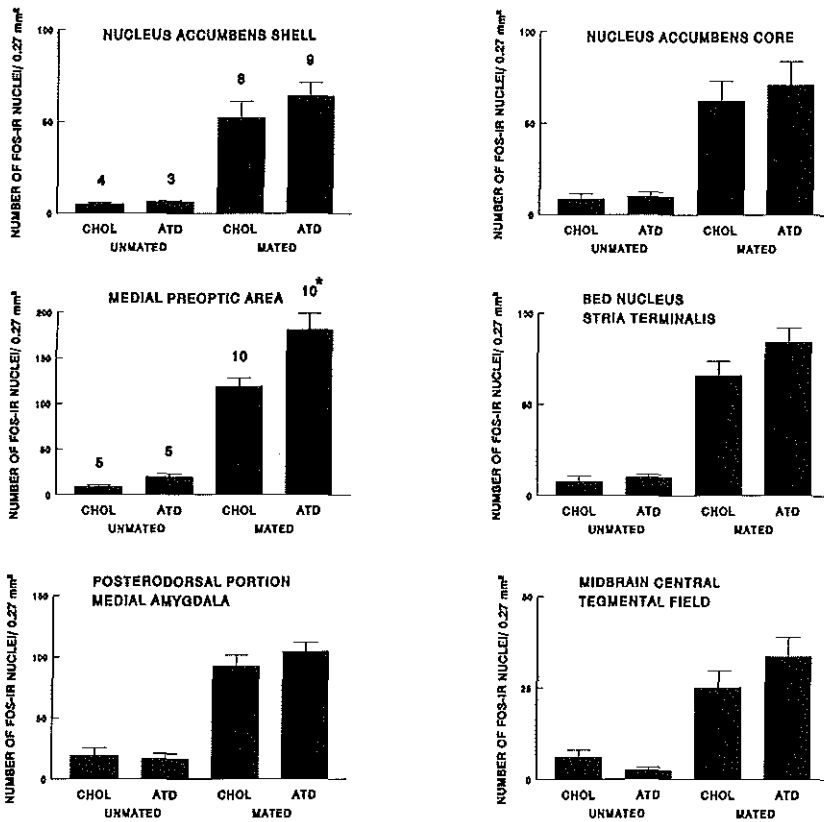 NUMBER OF FOS-IR NUCLEI/ 0.27 mm²
NUCLEUS ACCUMBENS SHELL
100
50
0
4
3
8
9
CHOL ATD CHOL ATD
UNMATED MATED
NUMBER OF FOS-IR NUCLEI/ 0.27 mm²
NUCLEUS ACCUMBENS CORE
100
50
0
CHOL ATD CHOL ATD
UNMATED MATED
NUMBER OF FOS-IR NUCLEI/ 0.27 mm²
MEDIAL PREOPTIC AREA
200
150
100
50
0
5
5
10
10*
CHOL ATD CHOL ATD
UNMATED MATED
NUMBER OF FOS-IR NUCLEI/ 0.27 mm²
BED NUCLEUS
STRIA TERMINALIS
100
50
0
CHOL ATD CHOL ATD
UNMATED MATED
NUMBER OF FOS-IR NUCLEI/ 0.27 mm²
POSTERODORSAL PORTION
MEDIAL AMYGDALA
150
100
50
0
CHOL ATD CHOL ATD
UNMATED MATED
NUMBER OF FOS-IR NUCLEI/ 0.27 mm²
MIDBRAIN CENTRAL
TEGMENTAL FIELD
50
25
0
CHOL ATD CHOL ATD
UNMATED MATED